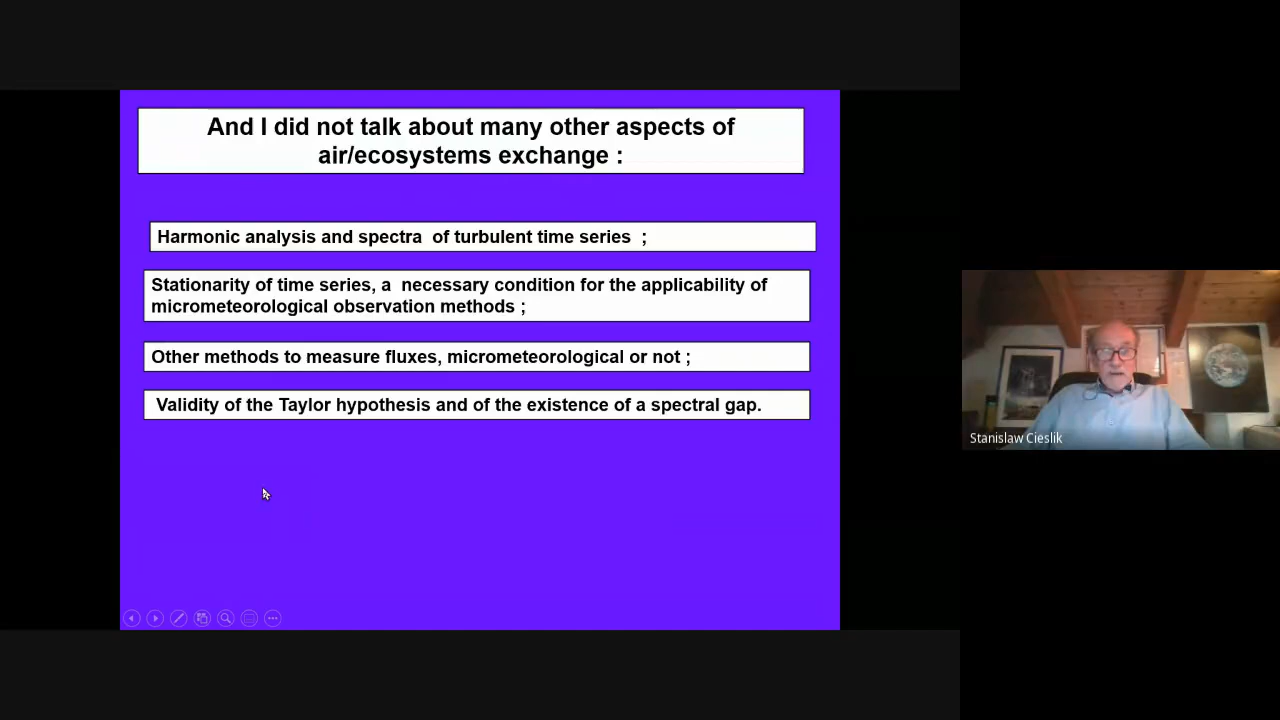 And I did not talk about many other aspects of
air/ecosystems exchange :
Harmonic analysis and spectra  of turbulent time series  ;
Stationarity of time series, a  necessary condition for the applicability of
micrometeorological observation methods ;
Other methods to measure fluxes, micrometeorological or not ;
Validity of the Taylor hypothesis and of the existence of a spectral gap.
Stanislaw Cieslik